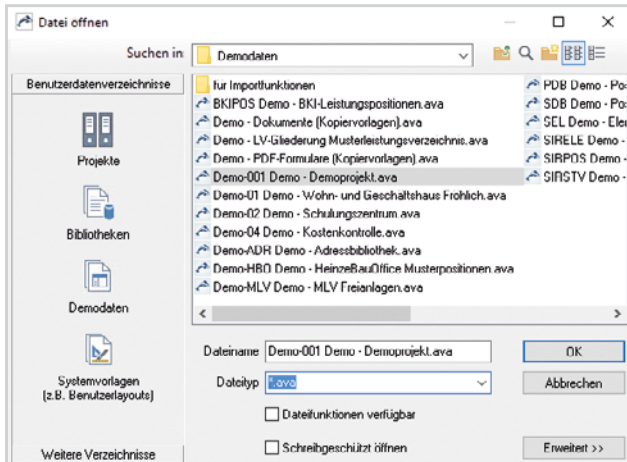 Datei öffnen
Suchen in: Demodaten
Benutzerdatenverzeichnisse
Projekte
Bibliotheken
Demodaten
Systemvorlagen
(z.B. Benutzerlayouts)
Weitere Verzeichnisse
für Importfunktionen
BKIPOS Demo - BKI-Leistungspositionen.ava
Demo - Dokumente (Kopiervorlagen).ava
Demo - LV-Gliederung Musterleistungsverzeichnis.ava
Demo - PDF-Formulare (Kopiervorlagen).ava
Demo-001 Demo - Demoprojekt.ava
Demo-01 Demo - Wohn- und Geschäftshaus Fröhlich.ava
Demo-02 Demo - Schulungszentrum.ava
Demo-04 Demo - Kostenkontrolle.ava
Demo-ADR Demo - Adressbibliothek.ava
Demo-HBO Demo - HeinzeBauOffice Musterpositionen.ava
Demo-MLV Demo - MLV Freianlagen.ava
PDB Demo - Po
SDB Demo - Po
SEL Demo - Ele
SIRELE Demo -
SIRPOS Demo -
SIRSTV Demo -
Dateiname Demo-001 Demo - Demoprojekt.ava OK
Dateityp *.ava Abbrechen
Dateifunktionen verfügbar
Schreibgeschützt öffnen Erweitert >>